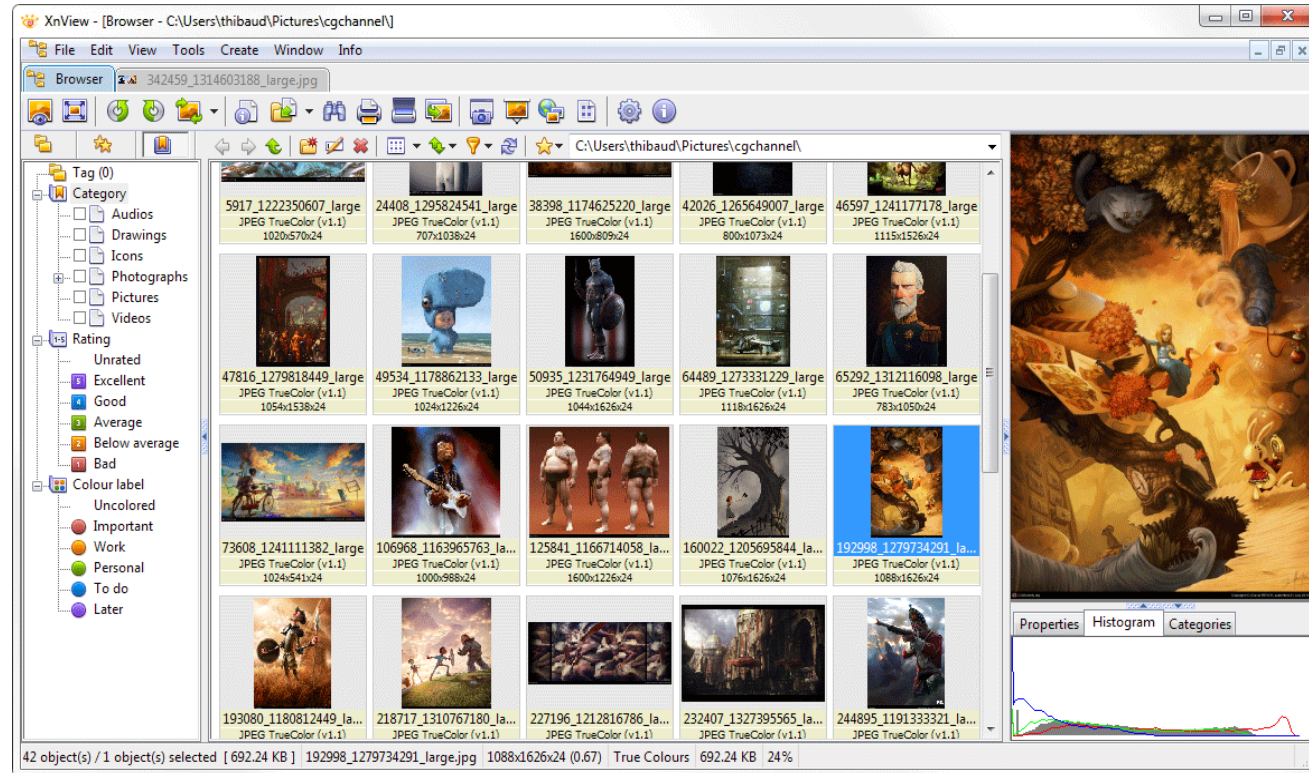 XnView - [Browser - C:\Users\thibaud\Pictures\cgchannel\]
File Edit View Tools Create Window Info
Browser 342459_1314603188_large.jpg
C:\Users\thibaud\Pictures\cgchannel\
Tag (0)
Category
Audios
Drawings
Icons
Photographs
Pictures
Videos
1-5 Rating
Unrated
5 Excellent
4 Good
3 Average
2 Below average
1 Bad
Colour label
Uncolored
Important
Work
Personal
To do
Later
5917_1222350607_large 24408_1295824541_large 38398_1174625220_large 42026_1265649007_large 46597_1241177178_large
JPEG TrueColor (v1.1) JPEG TrueColor (v1.1) JPEG TrueColor (v1.1) JPEG TrueColor (v1.1) JPEG TrueColor (v1.1)
1020x570x24 707x1038x24 1600x809x24 800x1073x24 1115x1526x24
47816_1279818449_large 49534_1178862133_large 50935_1231764949_large 64489_1273331229_large 65292_1312116098_large
JPEG TrueColor (v1.1) JPEG TrueColor (v1.1) JPEG TrueColor (v1.1) JPEG TrueColor (v1.1) JPEG TrueColor (v1.1)
1054x1538x24 1024x1226x24 1044x1626x24 1118x1626x24 783x1050x24
73608_1241111382_large 106968_1163965763_la... 125841_1166714058_la... 160022_1205695844_la... 192998_1279734291_la...
JPEG TrueColor (v1.1) JPEG TrueColor (v1.1) JPEG TrueColor (v1.1) JPEG TrueColor (v1.1) JPEG TrueColor (v1.1)
1024x541x24 1000x988x24 1600x1226x24 1076x1626x24 1088x1626x24
193080_1180812449_la... 218717_1310767180_la... 227196_1212816786_la... 232407_1327395565_la... 244895_1191333321_la...
JPEG TrueColor (v1.1) JPEG TrueColor (v1.1) JPEG TrueColor (v1.1) JPEG TrueColor (v1.1) JPEG TrueColor (v1.1)
Properties Histogram Categories
42 object(s) / 1 object(s) selected [ 692.24 KB ] 192998_1279734291_large.jpg 1088x1626x24 (0.67) True Colours 692.24 KB 24%